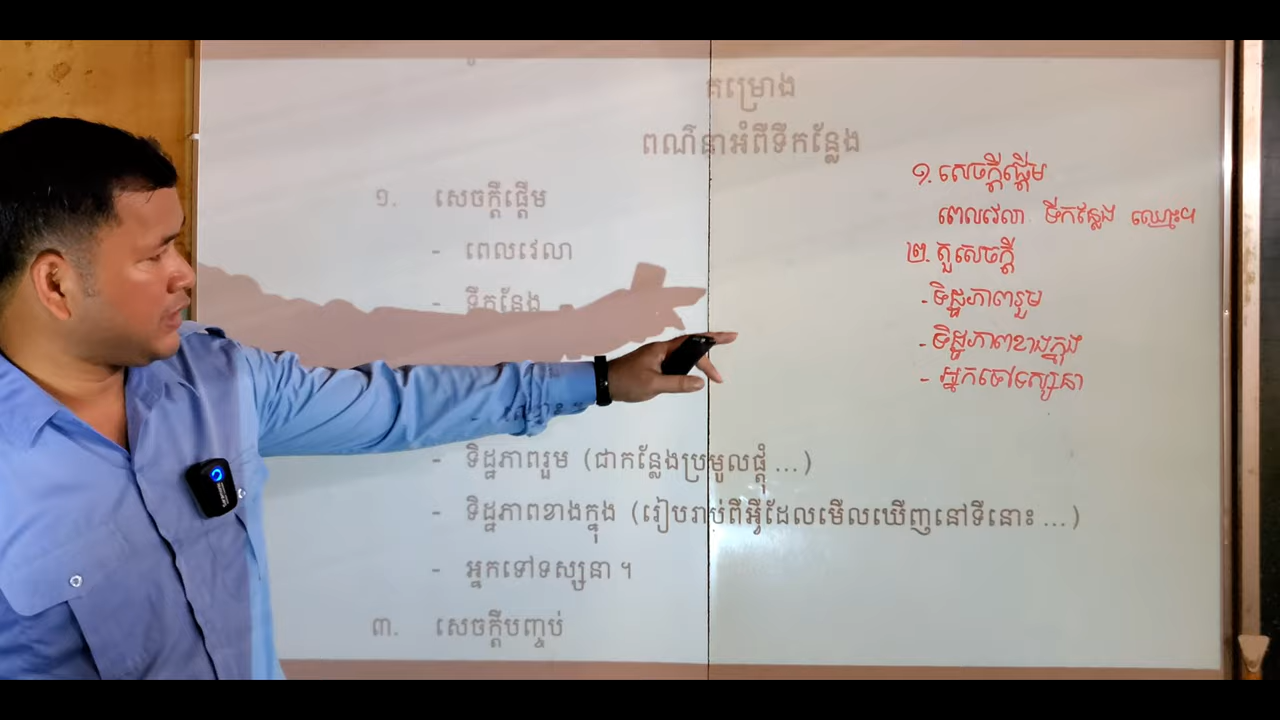 គម្រោង
ពណ៌នាអំពីទីកន្លែង
១. សេចក្តីផ្តើម
- ពេលវេលា
- ទីកន្លែង
- ទិដ្ឋភាពរួម (ជាកន្លែងប្រមូលផ្តុំ ...)
- ទិដ្ឋភាពខាងក្នុង (រៀបរាប់ពីអ្វីដែលមើលឃើញនៅទីនោះ ...)
- អ្នកទៅទស្សនា ។
៣. សេចក្តីបញ្ចប់
១. សេចក្តីផ្តើម
ពេលវេលា ទីកន្លែង ឈ្មោះ។
២. តួសេចក្តី
- ទិដ្ឋភាពរួម
- ទិដ្ឋភាពខាងក្នុង
- អ្នកទៅទស្សនា